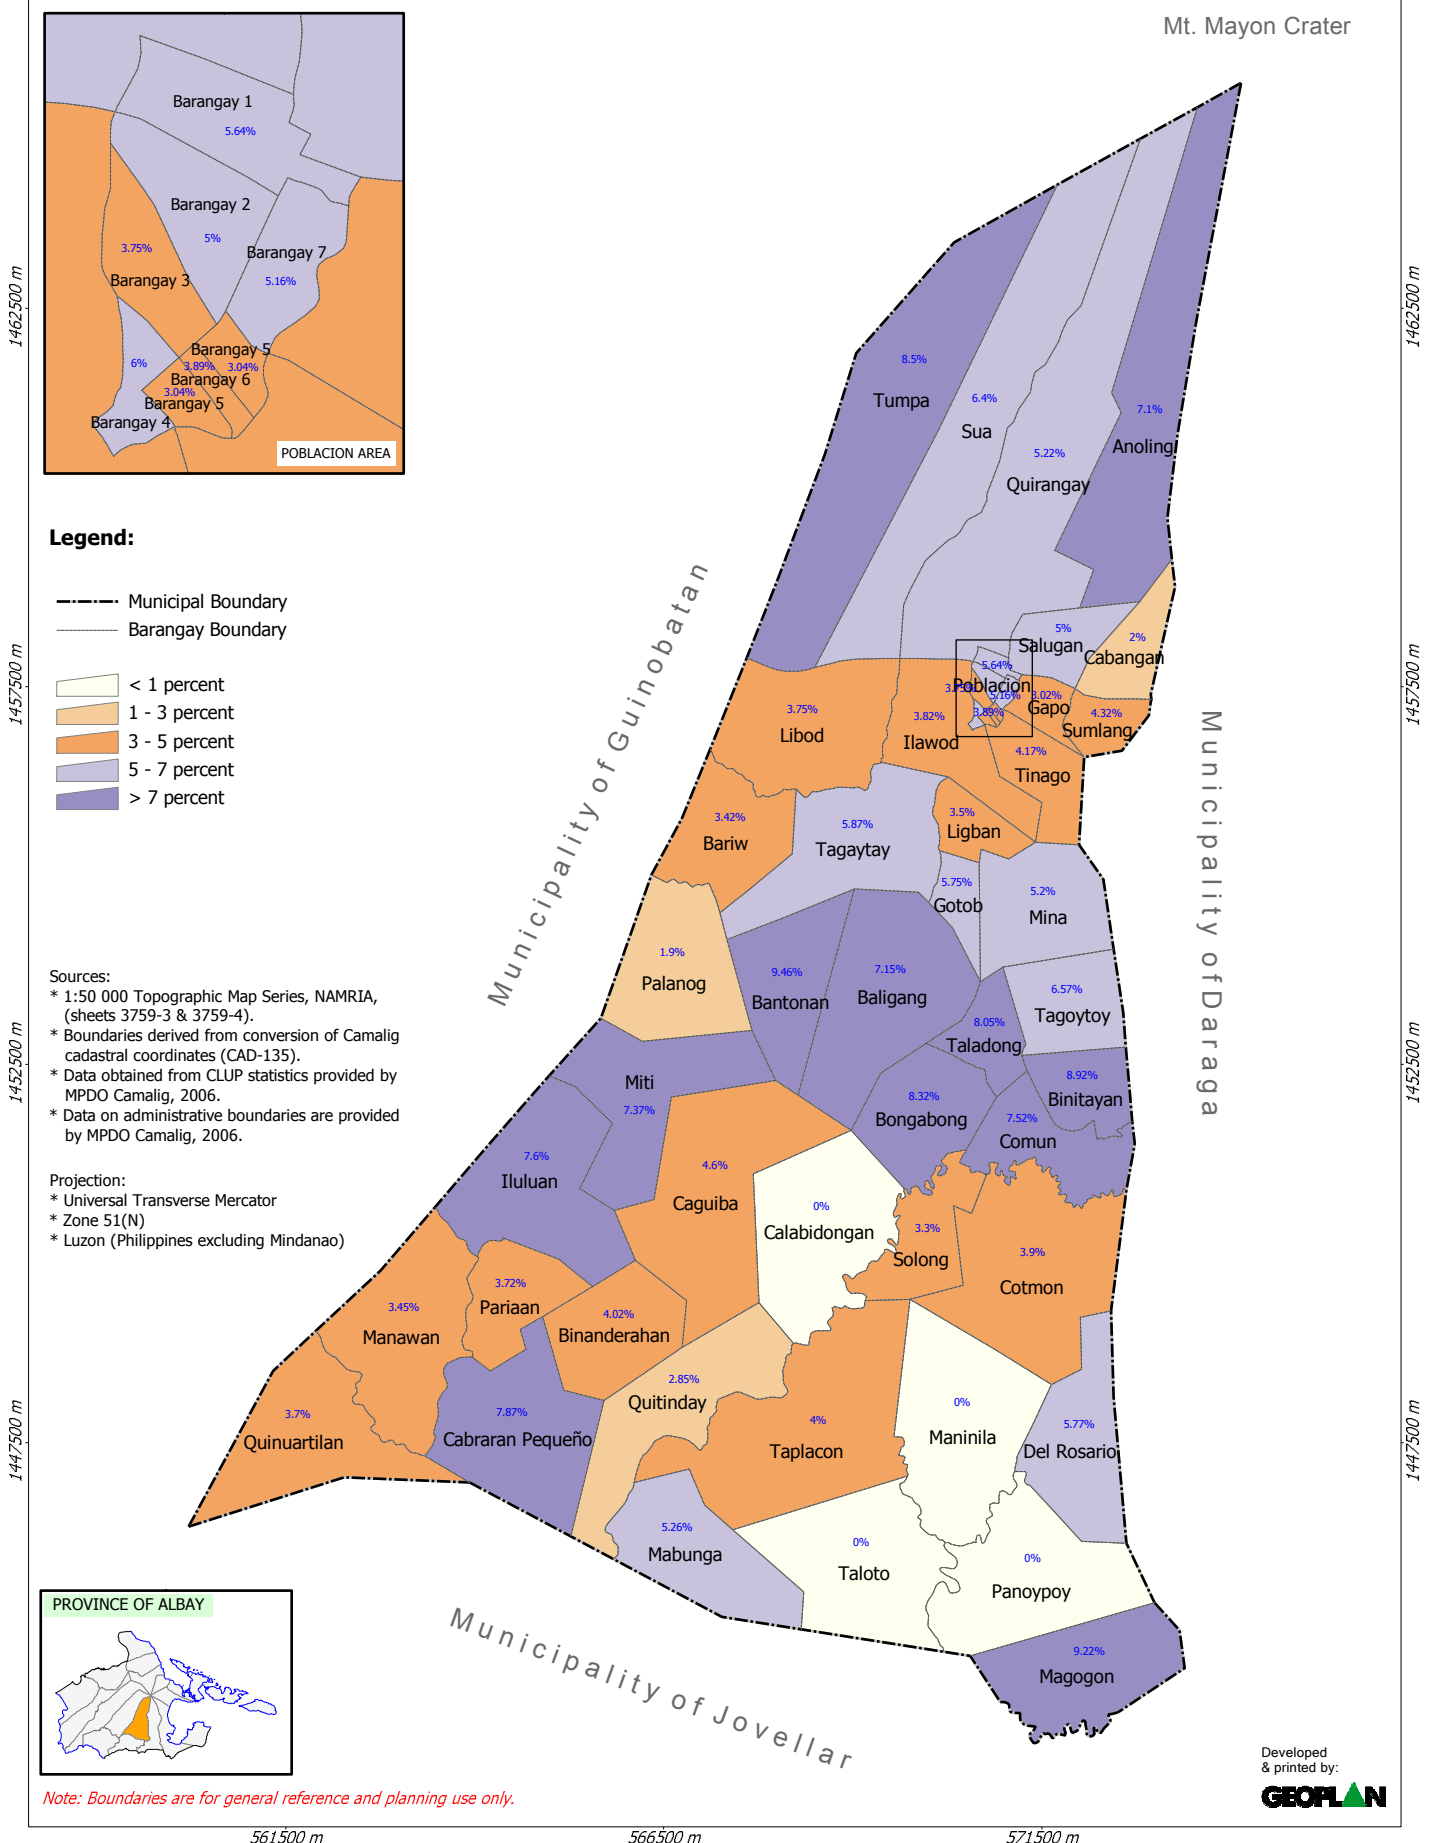 Mt. Mayon Crater
Barangay 1
5.64%
Barangay 2
5%
Barangay 7
5.16%
3.75%
Barangay 3
Barangay 5
6%
3.89%
3.04%
Barangay 6
3.04%
Barangay 5
Barangay 4
POBLACION AREA
Legend:
Municipal Boundary
Barangay Boundary
< 1 percent
1 - 3 percent
3 - 5 percent
5 - 7 percent
> 7 percent
Sources:
* 1:50 000 Topographic Map Series, NAMRIA,
(sheets 3759-3 & 3759-4).
* Boundaries derived from conversion of Camalig
cadastral coordinates (CAD-135).
* Data obtained from CLUP statistics provided by
MPDO Camalig, 2006.
* Data on administrative boundaries are provided
by MPDO Camalig, 2006.
Projection:
* Universal Transverse Mercator
* Zone 51(N)
* Luzon (Philippines excluding Mindanao)
1462500 m
1457500 m
1452500 m
1447500 m
1462500 m
1457500 m
1452500 m
1447500 m
Municipality of Guinobatan
Municipality of Daraga
Municipality of Jovellar
8.5%
Tumpa
6.4%
Sua
5.22%
Quirangay
7.1%
Anoling
5%
Salugan
2%
Cabangan
5.64%
Poblacion
3.75%
5.16%
3.89%
3.02%
Gapo
4.32%
Sumlang
3.75%
Libod
3.82%
Ilawod
4.17%
Tinago
3.42%
Bariw
5.87%
Tagaytay
3.5%
Ligban
5.75%
Gotob
5.2%
Mina
1.9%
Palanog
9.46%
Bantonan
7.15%
Baligang
6.57%
Tagoytoy
8.05%
Taladong
Miti
7.37%
8.32%
Bongabong
8.92%
Binitayan
7.52%
Comun
7.6%
Iluluan
4.6%
Caguiba
0%
Calabidongan
3.3%
Solong
3.9%
Cotmon
3.45%
Manawan
3.72%
Pariaan
4.02%
Binanderahan
2.85%
Quitinday
3.7%
Quinuartilan
7.87%
Cabraran Pequeño
4%
Taplacon
0%
Maninila
5.77%
Del Rosario
5.26%
Mabunga
0%
Taloto
0%
Panoypoy
9.22%
Magogon
PROVINCE OF ALBAY
Note: Boundaries are for general reference and planning use only.
Developed
& printed by:
GEOPLAN
561500 m
566500 m
571500 m